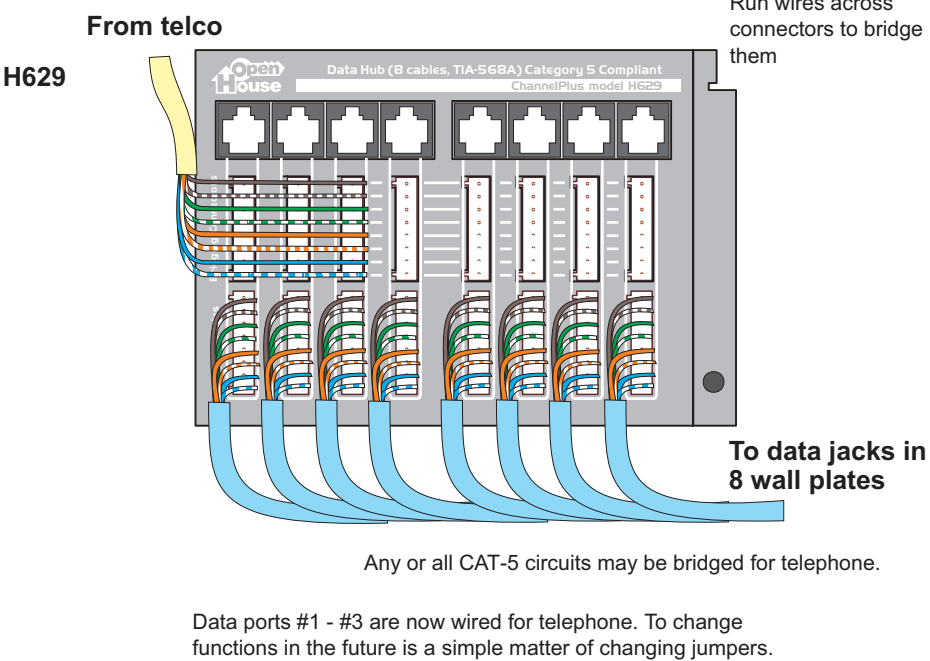 Run wires across
connectors to bridge
them
From telco
H629
Open
House
Data Hub (8 cables, TIA-568A) Category 5 Compliant
ChannelPlus model H629
To data jacks in
8 wall plates
Any or all CAT-5 circuits may be bridged for telephone.
Data ports #1 - #3 are now wired for telephone. To change
functions in the future is a simple matter of changing jumpers.